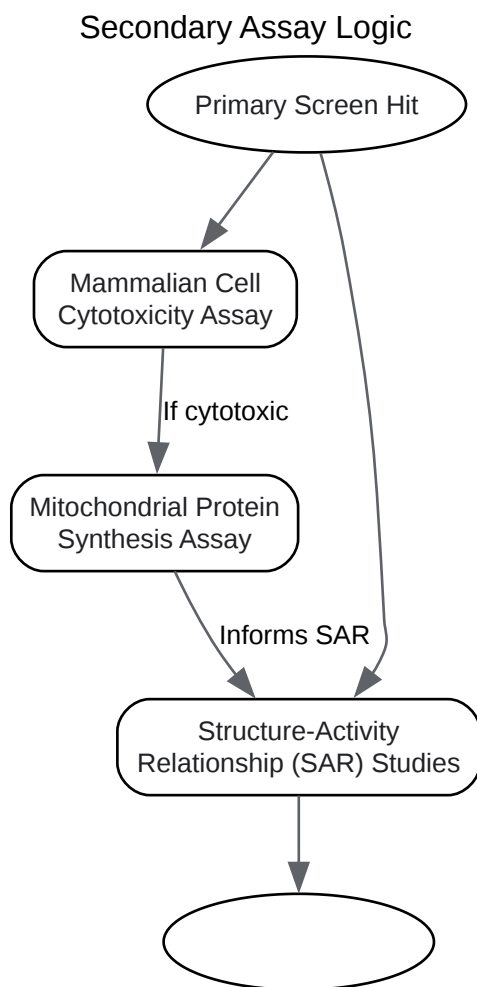 Secondary Assay Logic
Primary Screen Hit
Mammalian Cell
Cytotoxicity Assay
If cytotoxic
Mitochondrial Protein
Synthesis Assay
Informs SAR
Structure-Activity
Relationship (SAR) Studies